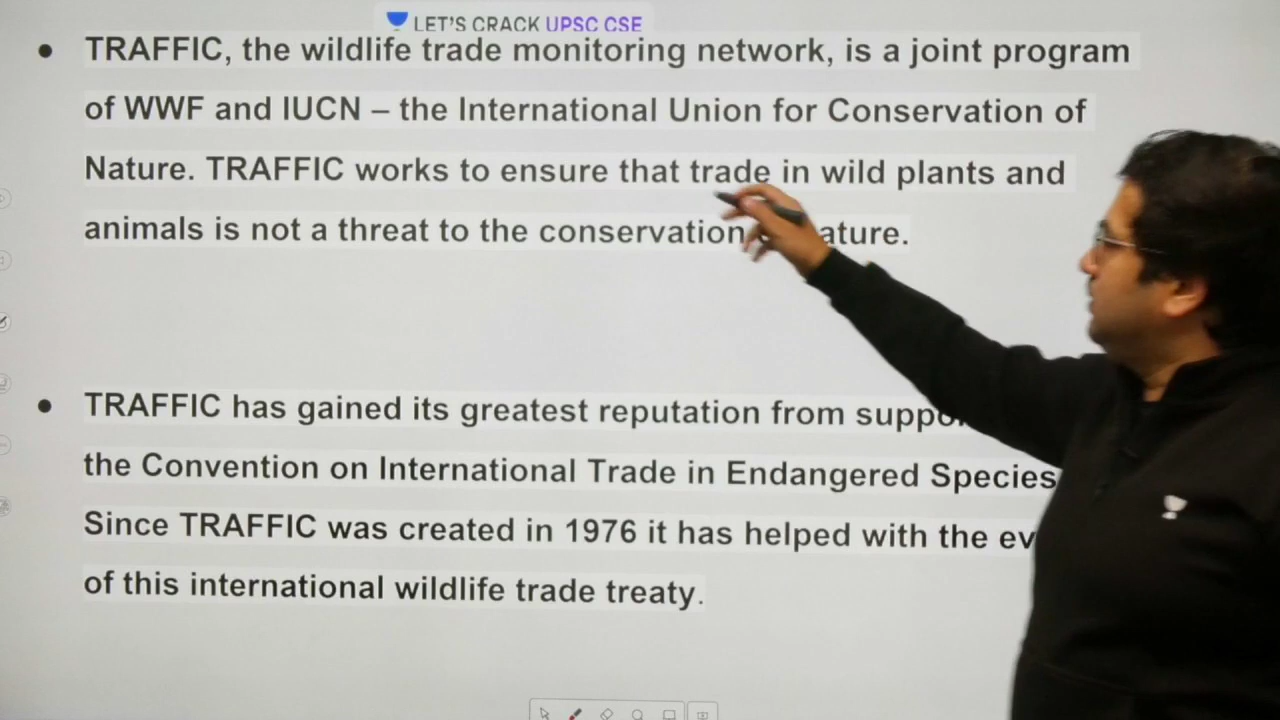 LET'S CRACK UPSC CSE
● TRAFFIC, the wildlife trade monitoring network, is a joint program
of WWF and IUCN – the International Union for Conservation of
Nature. TRAFFIC works to ensure that trade in wild plants and
animals is not a threat to the conservation
● TRAFFIC has gained its greatest reputation from
the Convention on International Trade in Endangered Species
Since TRAFFIC was created in 1976 it has helped with the
of this international wildlife trade treaty.